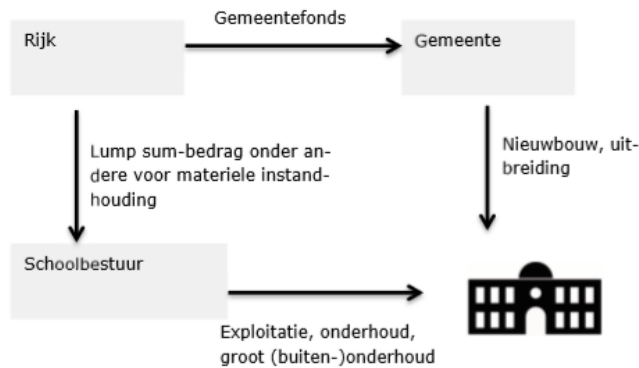 Gemeentefonds
Rijk
Gemeente
Lump sum-bedrag onder an-
dere voor materiele instand-
houding
Nieuwbouw, uit-
breiding
Schoolbestuur
Exploitatie, onderhoud,
groot (buiten-)onderhoud